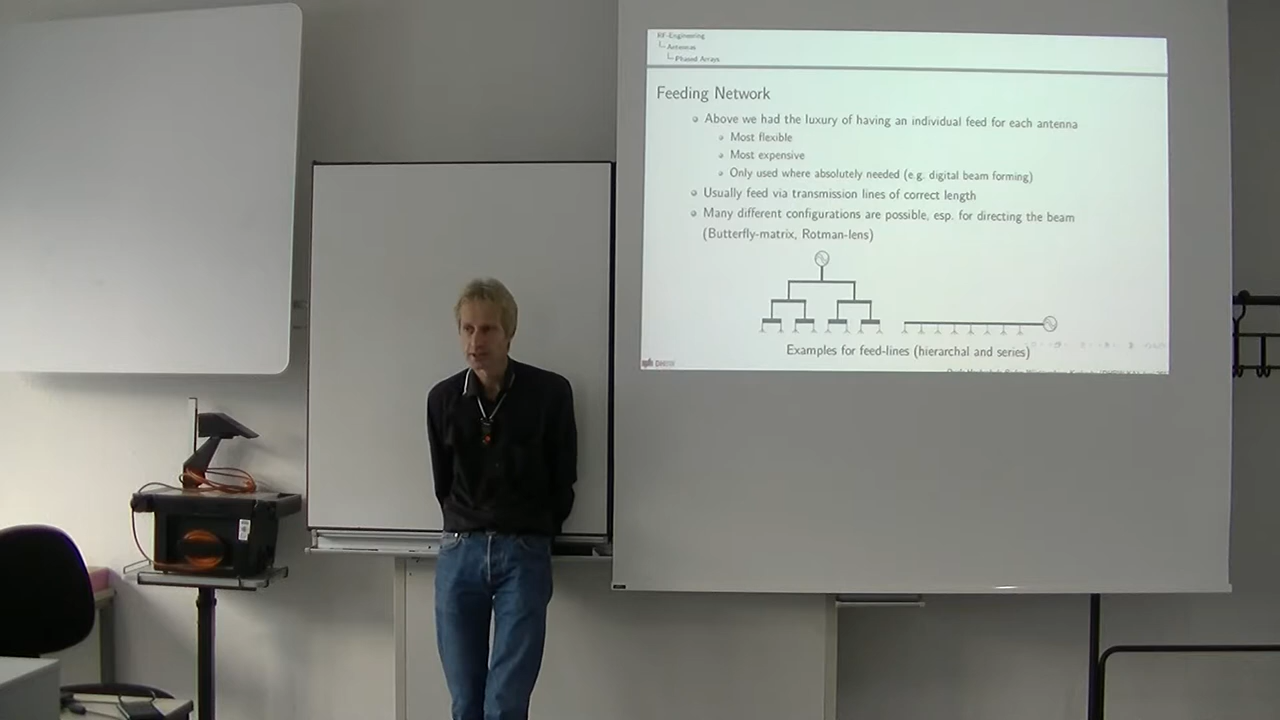 RF-Engineering
Antennas
Phased Arrays
Feeding Network
Above we had the luxury of having an individual feed for each antenna
Most flexible
Most expensive
Only used where absolutely needed (e.g. digital beam forming)
Usually feed via transmission lines of correct length
Many different configurations are possible, esp. for directing the beam
(Butterfly-matrix, Rotman-lens)
Examples for feed-lines (hierarchal and series)